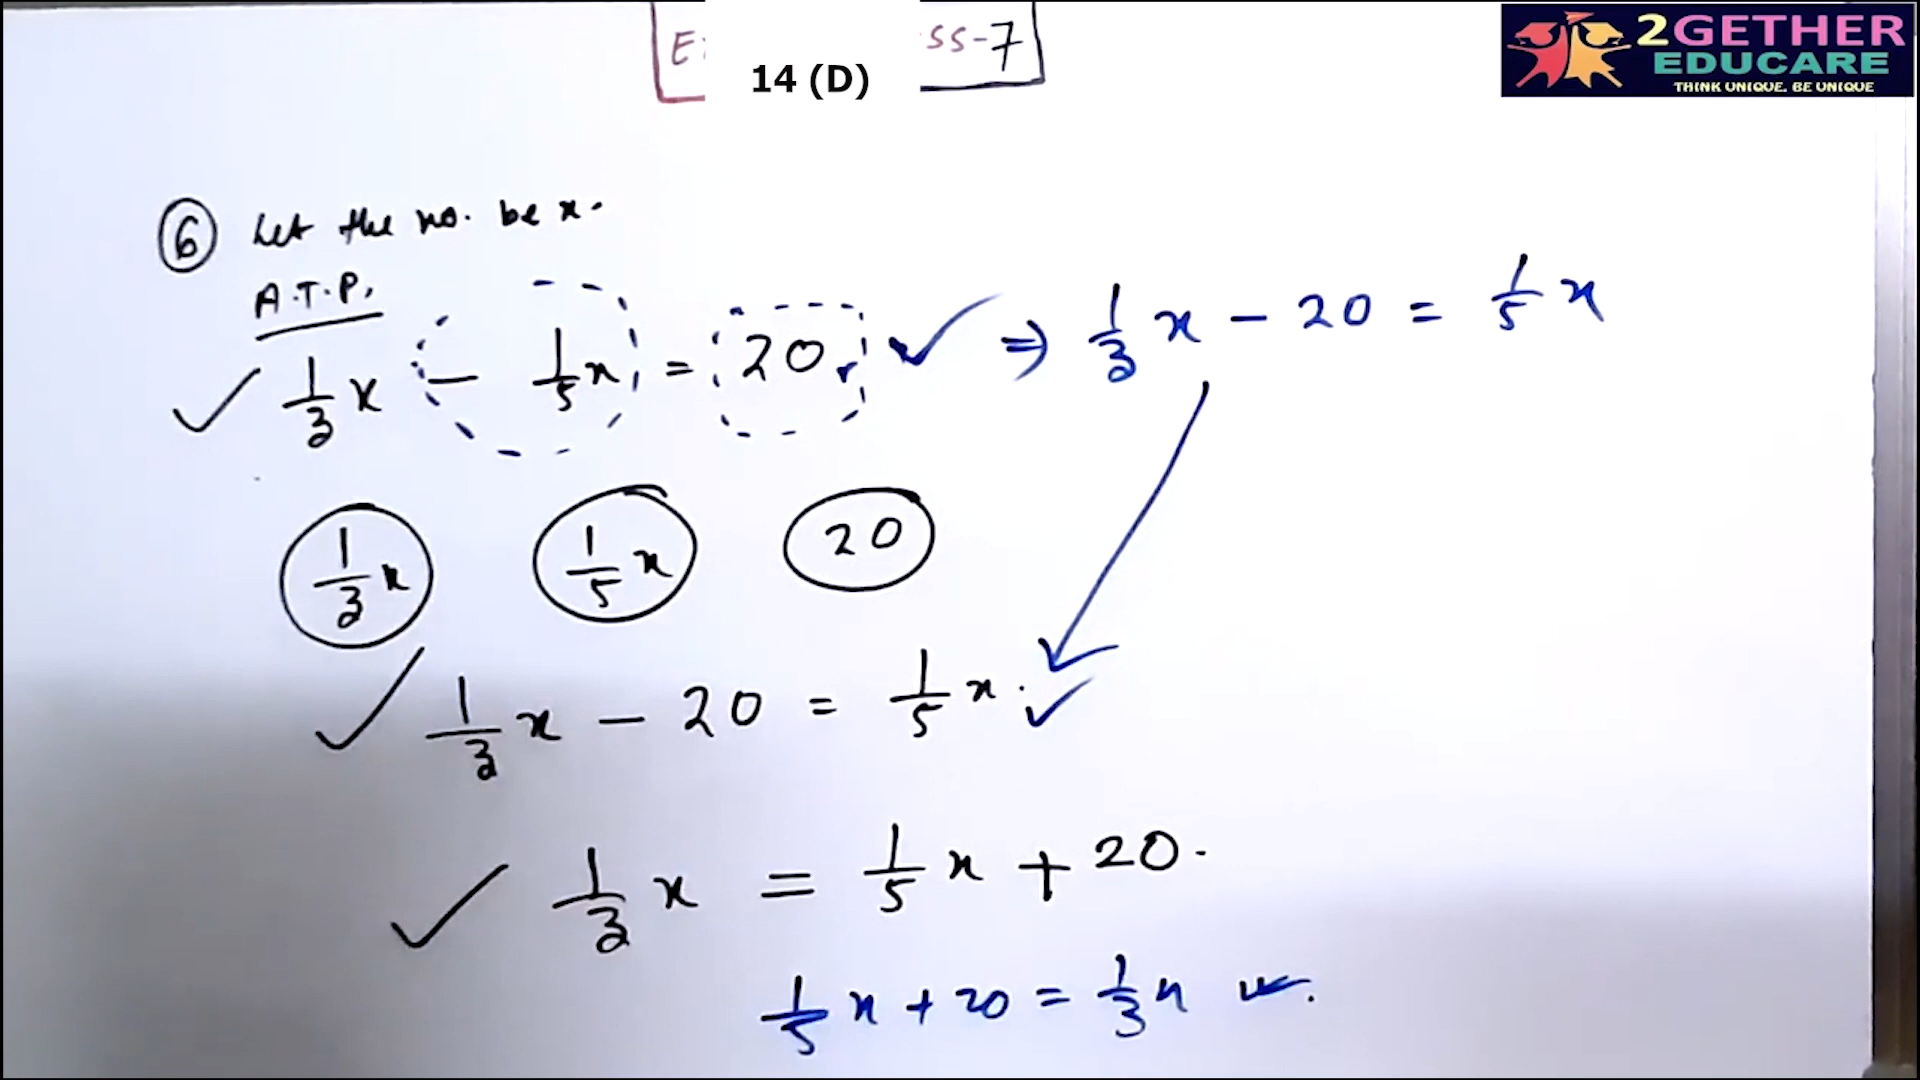 E
ss-7
14 (D)
2GETHER
EDUCARE
THINK UNIQUE. BE UNIQUE
6 Let the no. be x.
A.T.P,
1/3 x - 1/5 x = 20 ⇒ 1/3 x - 20 = 1/5 x
1/3 x 1/5 x 20
1/3 x - 20 = 1/5 x.
1/3 x = 1/5 x + 20.
1/5 x + 20 = 1/3 x